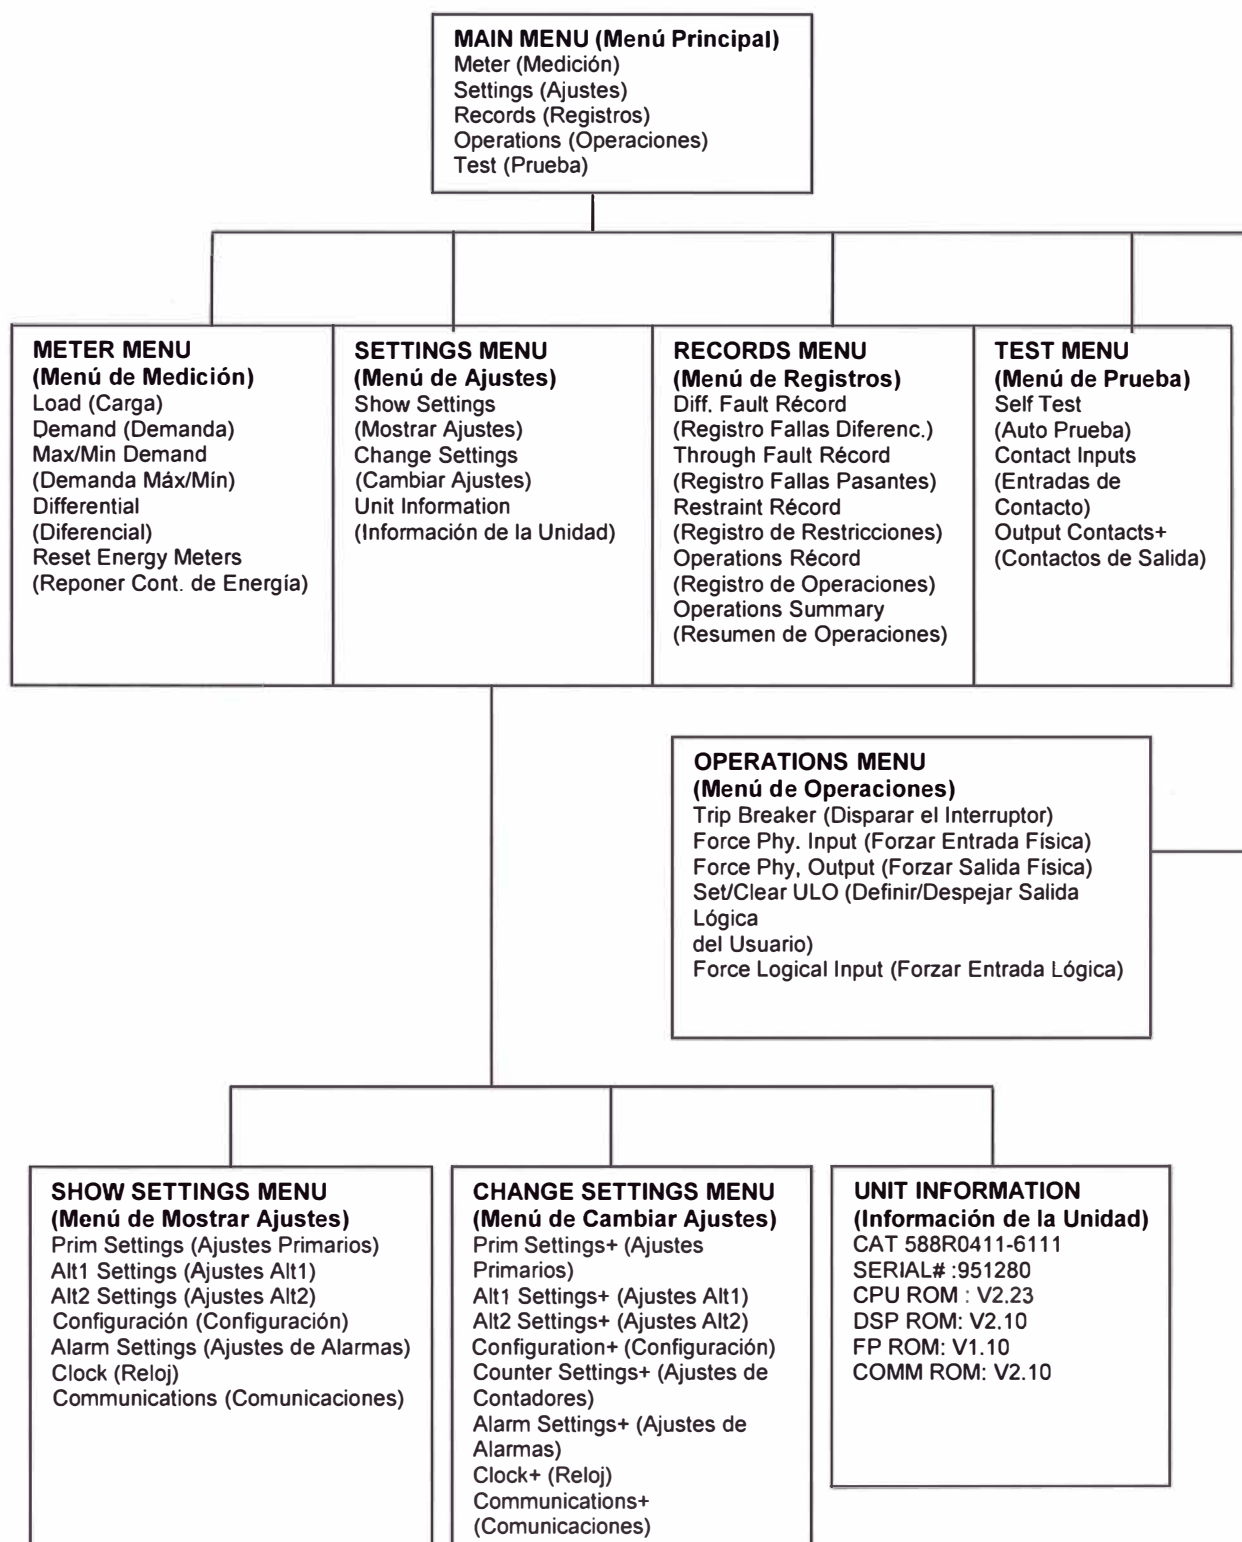 MAIN MENU (Menú Principal)
Meter (Medición)
Settings (Ajustes)
Records (Registros)
Operations (Operaciones)
Test (Prueba)
METER MENU
(Menú de Medición)
Load (Carga)
Demand (Demanda)
Max/Min Demand
(Demanda Máx/Mín)
Differential
(Diferencial)
Reset Energy Meters
(Reponer Cont. de Energía)
SETTINGS MENU
(Menú de Ajustes)
Show Settings
(Mostrar Ajustes)
Change Settings
(Cambiar Ajustes)
Unit Information
(Información de la Unidad)
RECORDS MENU
(Menú de Registros)
Diff. Fault Récord
(Registro Fallas Diferenc.)
Through Fault Récord
(Registro Fallas Pasantes)
Restraint Récord
(Registro de Restricciones)
Operations Récord
(Registro de Operaciones)
Operations Summary
(Resumen de Operaciones)
TEST MENU
(Menú de Prueba)
Self Test
(Auto Prueba)
Contact Inputs
(Entradas de
Contacto)
Output Contacts+
(Contactos de Salida)
OPERATIONS MENU
(Menú de Operaciones)
Trip Breaker (Disparar el Interruptor)
Force Phy. Input (Forzar Entrada Física)
Force Phy, Output (Forzar Salida Física)
Set/Clear ULO (Definir/Despejar Salida
Lógica
del Usuario)
Force Logical Input (Forzar Entrada Lógica)
SHOW SETTINGS MENU
(Menú de Mostrar Ajustes)
Prim Settings (Ajustes Primarios)
Alt1 Settings (Ajustes Alt1)
Alt2 Settings (Ajustes Alt2)
Configuración (Configuración)
Alarm Settings (Ajustes de Alarmas)
Clock (Reloj)
Communications (Comunicaciones)
CHANGE SETTINGS MENU
(Menú de Cambiar Ajustes)
Prim Settings+ (Ajustes
Primarios)
Alt1 Settings+ (Ajustes Alt1)
Alt2 Settings+ (Ajustes Alt2)
Configuration+ (Configuración)
Counter Settings+ (Ajustes de
Contadores)
Alarm Settings+ (Ajustes de
Alarmas)
Clock+ (Reloj)
Communications+
(Comunicaciones)
UNIT INFORMATION
(Información de la Unidad)
CAT 588R0411-6111
SERIAL# :951280
CPU ROM : V2.23
DSP ROM: V2.10
FP ROM: V1.10
COMM ROM: V2.10